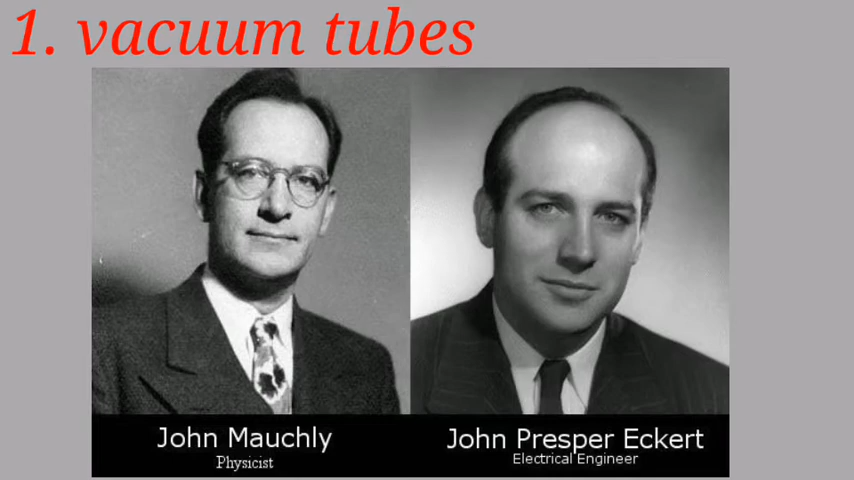 1. vacuum tubes
John Mauchly
Physicist
John Presper Eckert
Electrical Engineer